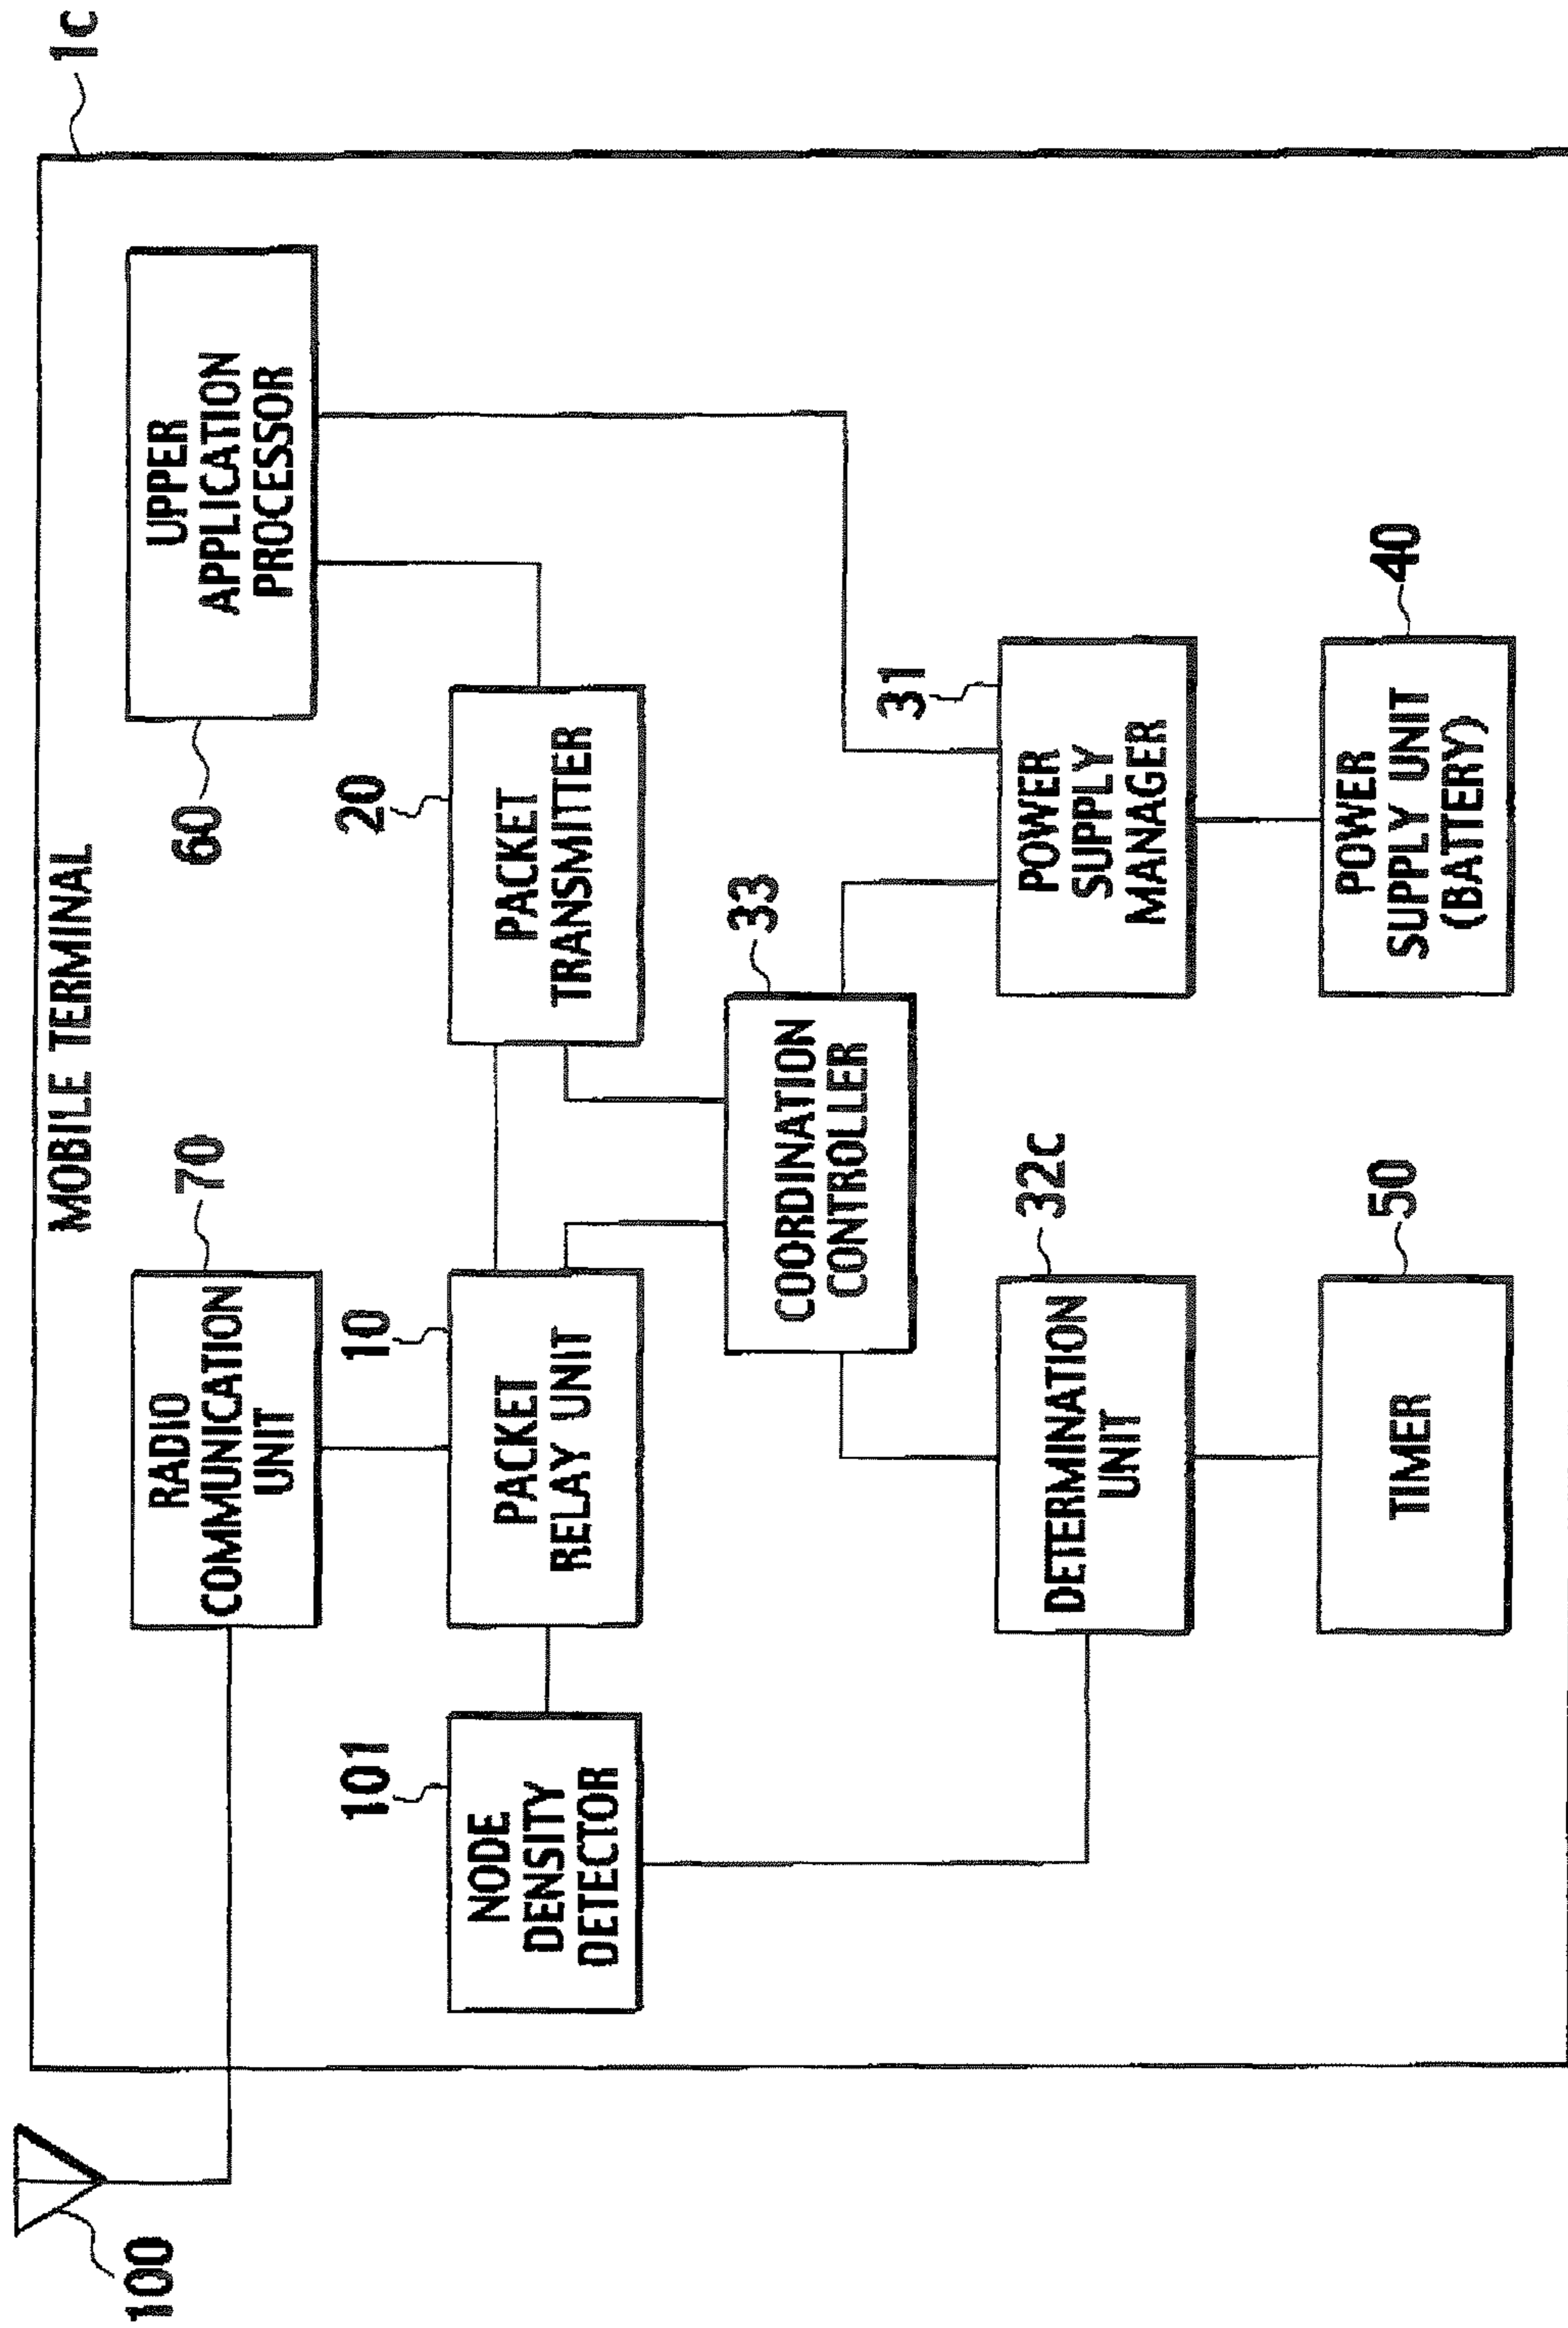 1c
MOBILE TERMINAL
100
70
RADIO
COMMUNICATION
UNIT
60
UPPER
APPLICATION
PROCESSOR
101
NODE
DENSITY
DETECTOR
10
PACKET
RELAY UNIT
20
PACKET
TRANSMITTER
33
COORDINATION
CONTROLLER
32c
DETERMINATION
UNIT
31
POWER
SUPPLY
MANAGER
50
TIMER
40
POWER
SUPPLY UNIT
(BATTERY)